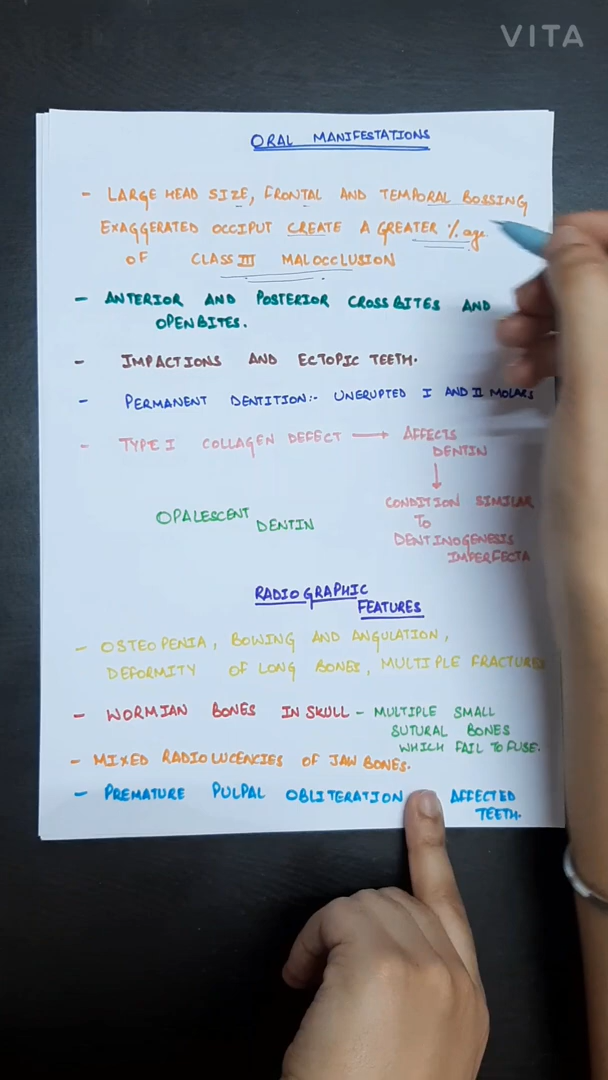 VITA
ORAL MANIFESTATIONS
- LARGE HEAD SIZE, FRONTAL AND TEMPORAL BOSSING
EXAGGERATED OCCIPUT CREATE A GREATER %age
OF CLASS III MALOCCLUSION
- ANTERIOR AND POSTERIOR CROSSBITES AND
OPENBITES.
- IMPACTIONS AND ECTOPIC TEETH.
- PERMANENT DENTITION:- UNERUPTED I AND II MOLARS
- TYPE I COLLAGEN DEFECT → AFFECTS
DENTIN
↓
CONDITION SIMILAR
TO
DENTINOGENESIS
IMPERFECTA
OPALESCENT
DENTIN
RADIOGRAPHIC
FEATURES
- OSTEOPENIA, BOWING AND ANGULATION,
DEFORMITY OF LONG BONES, MULTIPLE FRACTURES
- WORMIAN BONES IN SKULL - MULTIPLE SMALL
SUTURAL BONES
WHICH FAIL TO FUSE.
- MIXED RADIOLUCENCIES OF JAW BONES.
- PREMATURE PULPAL OBLITERATION AFFECTED
TEETH.